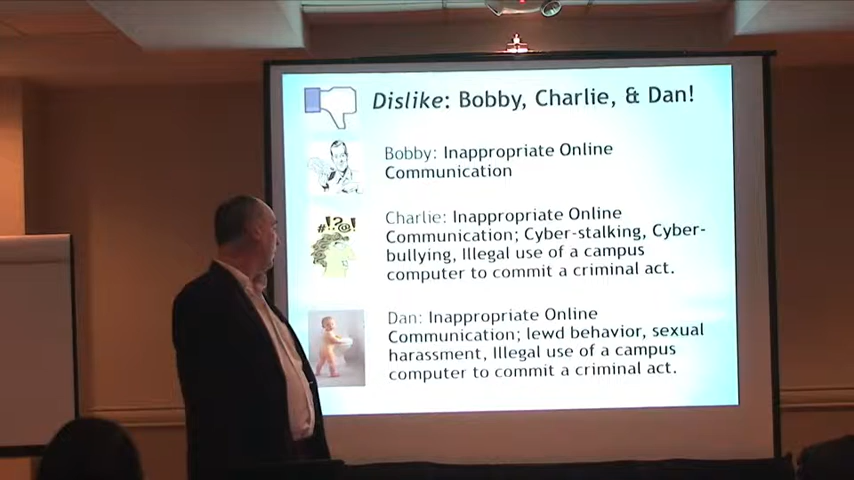 Dislike: Bobby, Charlie, & Dan!
Bobby: Inappropriate Online
Communication
#!?@!
Charlie: Inappropriate Online
Communication; Cyber-stalking, Cyber-
bullying, Illegal use of a campus
computer to commit a criminal act.
Dan: Inappropriate Online
Communication; lewd behavior, sexual
harassment, Illegal use of a campus
computer to commit a criminal act.